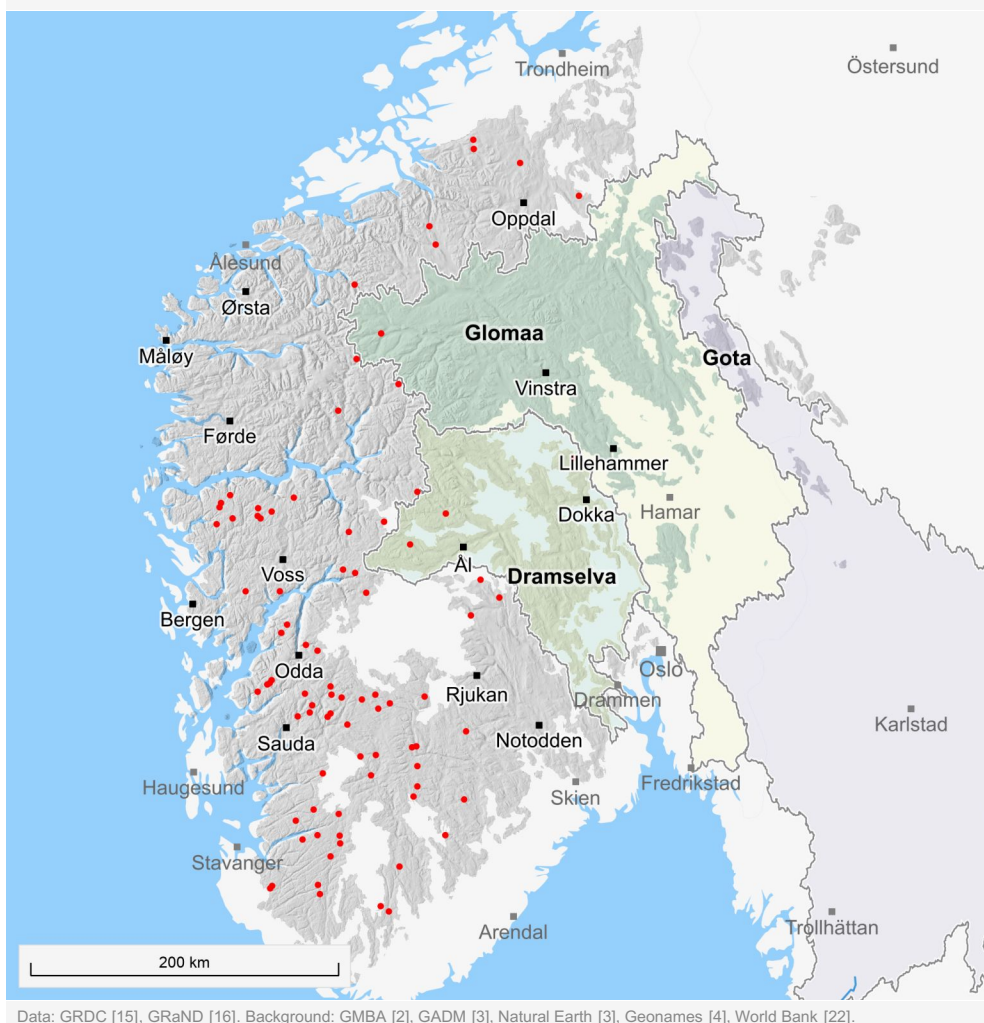 Trondheim
Östersund
Oppdal
Ålesund
Ørsta
Glomaa
Måløy
Gota
Vinstra
Førde
Lillehammer
Dokka
Hamar
Ål
Voss
Dramselva
Bergen
Odda
Oslo
Rjukan
Drammen
Karlstad
Sauda
Notodden
Haugesund
Skien
Fredrikstad
Stavanger
Arendal
Trollhättan
200 km
Data: GRDC [15], GRanD [16]. Background: GMBA [2], GADM [3], Natural Earth [3], Geonames [4], World Bank [22].